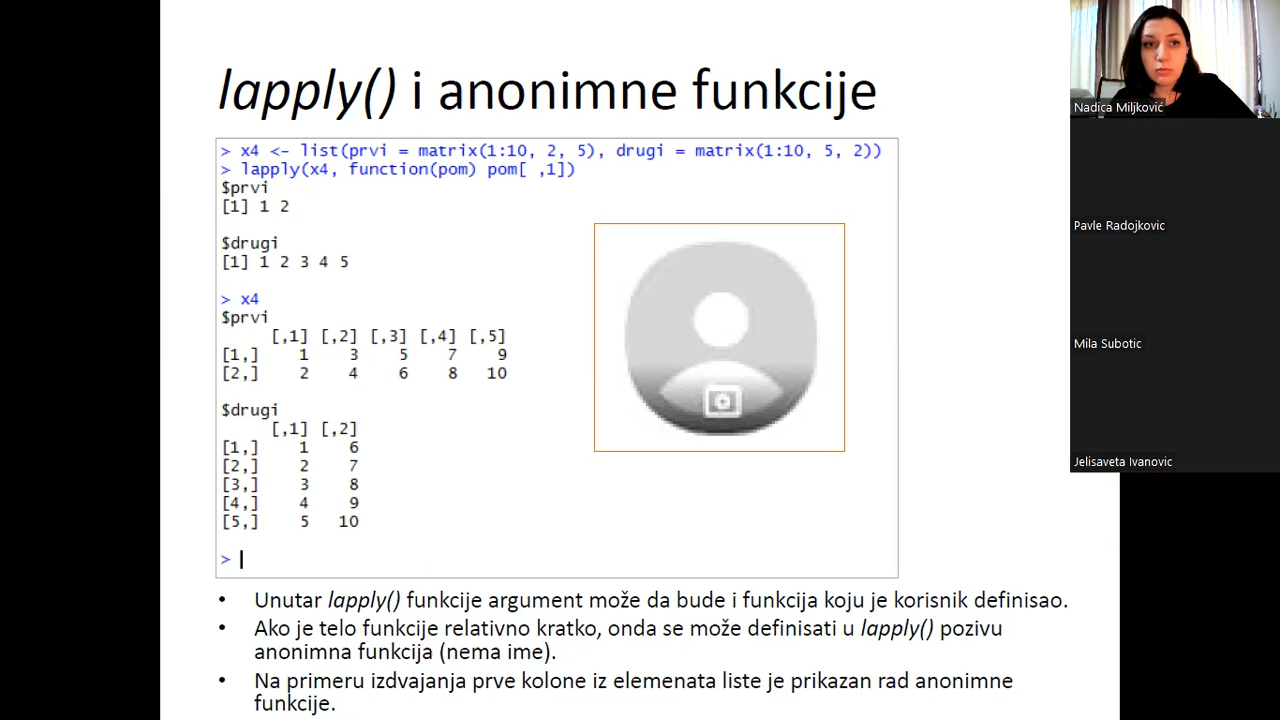 lapply() i anonimne funkcije
> x4 <- list(prvi = matrix(1:10, 2, 5), drugi = matrix(1:10, 5, 2))
> lapply(x4, function(pom) pom[ ,1])
$prvi
[1] 1 2
$drugi
[1] 1 2 3 4 5
> x4
$prvi
[,1] [,2] [,3] [,4] [,5]
[1,] 1 3 5 7 9
[2,] 2 4 6 8 10
$drugi
[,1] [,2]
[1,] 1 6
[2,] 2 7
[3,] 3 8
[4,] 4 9
[5,] 5 10
>
• Unutar lapply() funkcije argument može da bude i funkcija koju je korisnik definisao.
• Ako je telo funkcije relativno kratko, onda se može definisati u lapply() pozivu
anonimna funkcija (nema ime).
• Na primeru izdvajanja prve kolone iz elemenata liste je prikazan rad anonimne
funkcije.
Nadica Miljković
Pavle Radojkovic
Mila Subotic
Jelisaveta Ivanovic